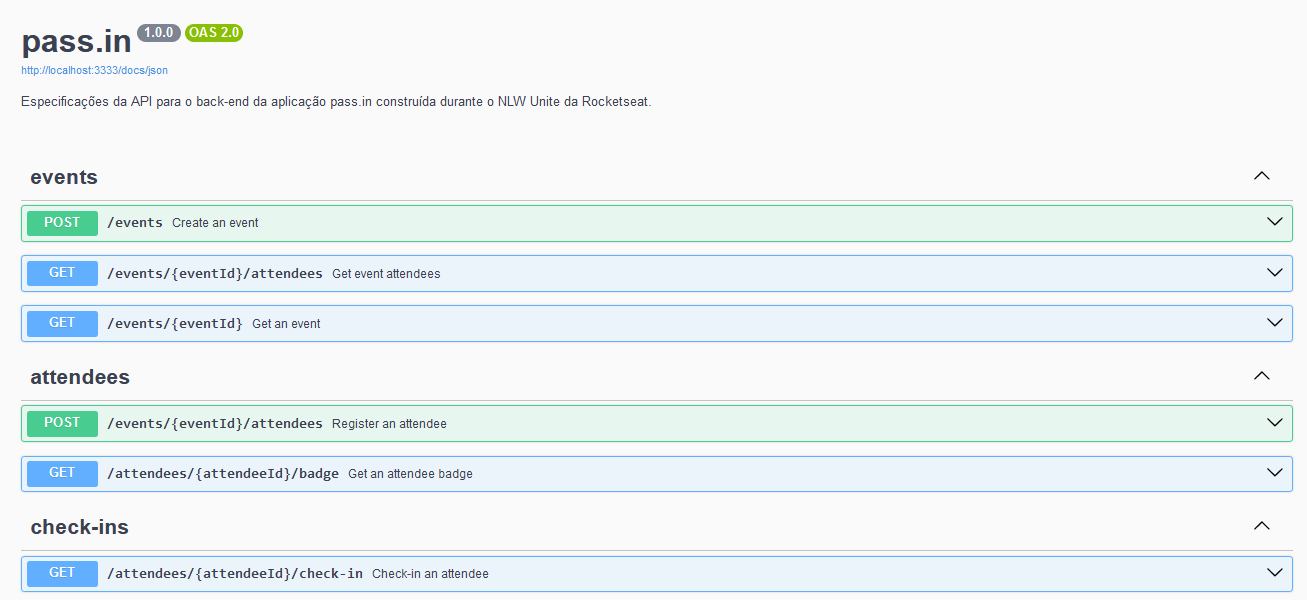 pass.in 1.0.0 OAS 2.0
http://localhost:3333/docs/json
Especificações da API para o back-end da aplicação pass.in construída durante o NLW Unite da Rocketseat.
events
POST /events Create an event
GET /events/{eventId}/attendees Get event attendees
GET /events/{eventId} Get an event
attendees
POST /events/{eventId}/attendees Register an attendee
GET /attendees/{attendeeId}/badge Get an attendee badge
check-ins
GET /attendees/{attendeeId}/check-in Check-in an attendee